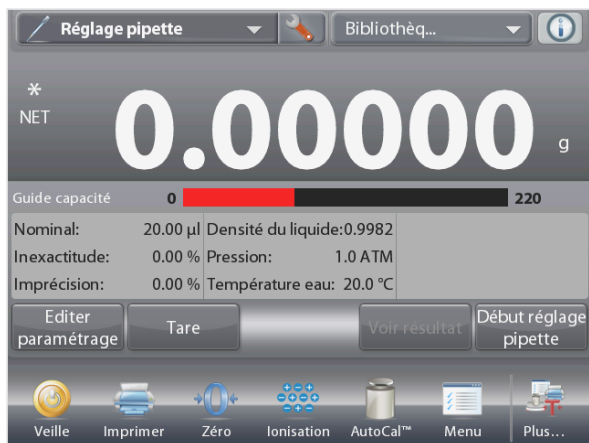 Réglage pipette Bibliothèq...
*
NET
0.00000 g
Guide capacité 0 220
Nominal: 20.00 µl Densité du liquide:0.9982
Inexactitude: 0.00 % Pression: 1.0 ATM
Imprécision: 0.00 % Température eau: 20.0 °C
Editer paramétrage Tare Voir résultat Début réglage pipette
Veille Imprimer Zéro Ionisation AutoCal™ Menu Plus...